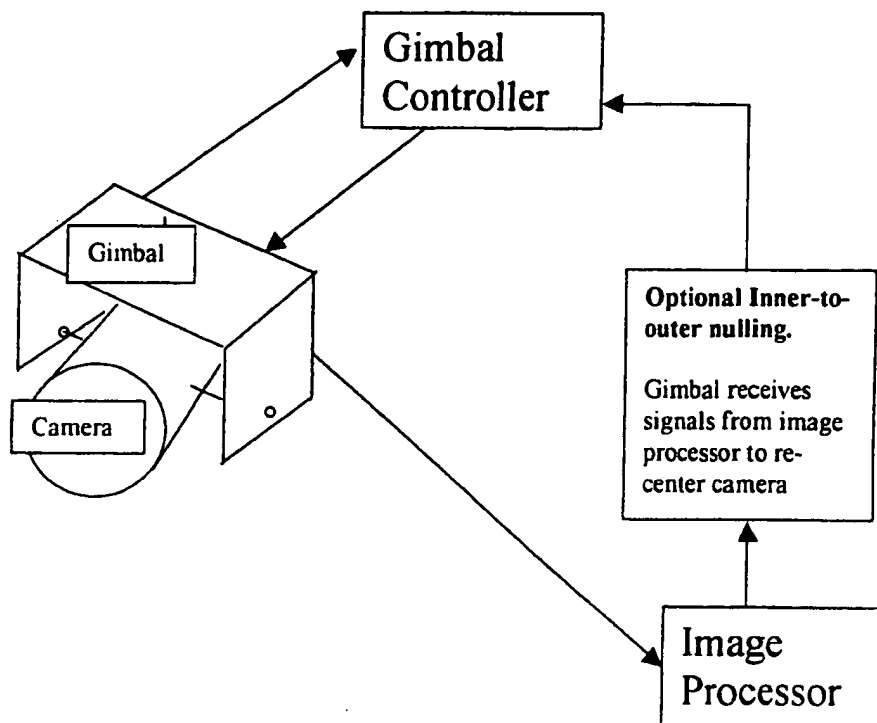 Gimbal
Controller
Gimbal
Optional Inner-to-
outer nulling.
Gimbal receives
signals from image
processor to re-
center camera
Camera
Image
Processor